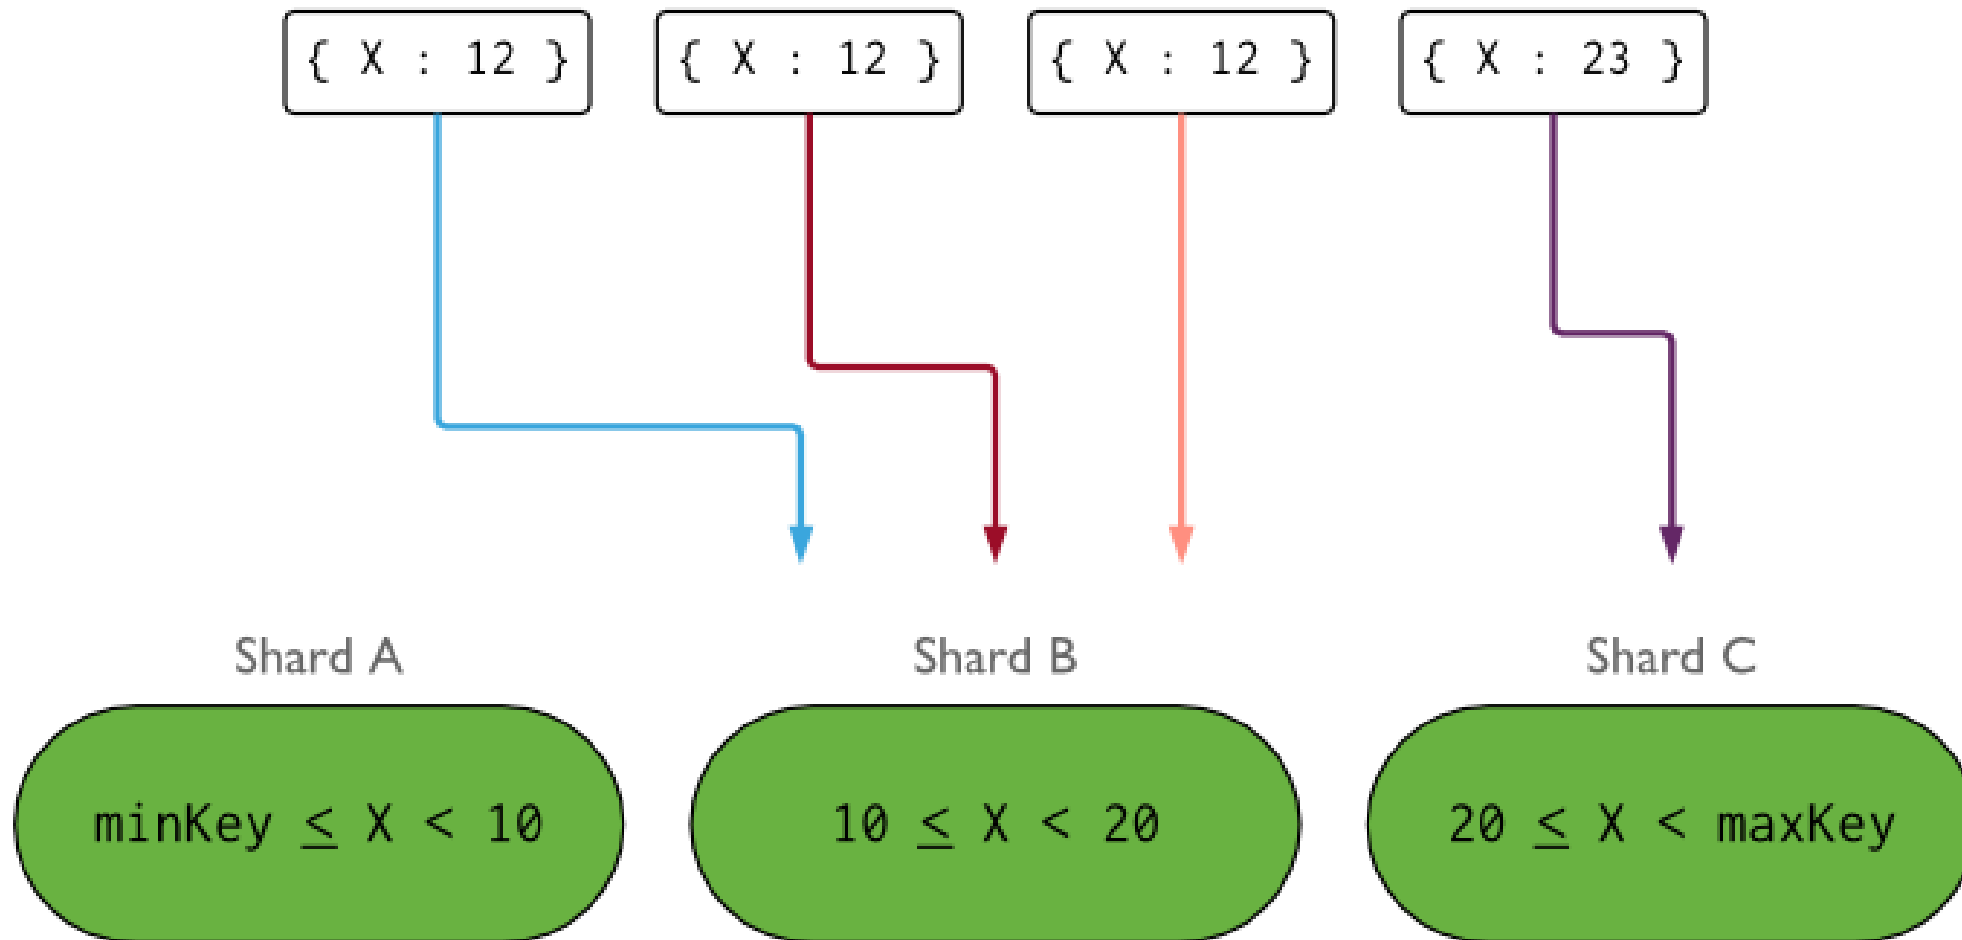 { X : 12 }
{ X : 12 }
{ X : 12 }
{ X : 23 }
Shard A
Shard B
Shard C
minKey ≤ X < 10
10 ≤ X < 20
20 ≤ X < maxKey